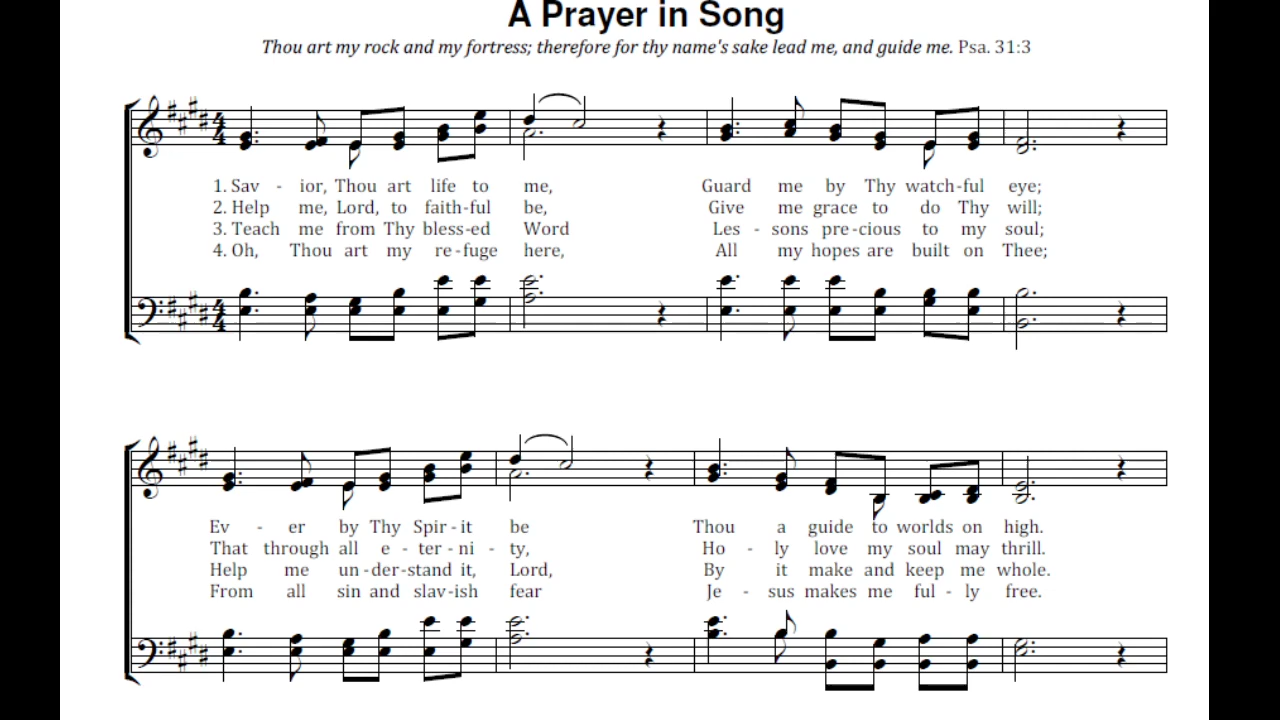 A Prayer in Song
Thou art my rock and my fortress; therefore for thy name's sake lead me, and guide me. Psa. 31:3
4
4
1. Sav - ior, Thou art life to me, Guard me by Thy watch-ful eye;
2. Help me, Lord, to faith-ful be, Give me grace to do Thy will;
3. Teach me from Thy bless-ed Word Les - sons pre-cious to my soul;
4. Oh, Thou art my re-fuge here, All my hopes are built on Thee;
4
4
Ev - er by Thy Spir-it be Thou a guide to worlds on high.
That through all e - ter-ni - ty, Ho - ly love my soul may thrill.
Help me un-der-stand it, Lord, By it make and keep me whole.
From all sin and slav-ish fear Je - sus makes me ful - ly free.